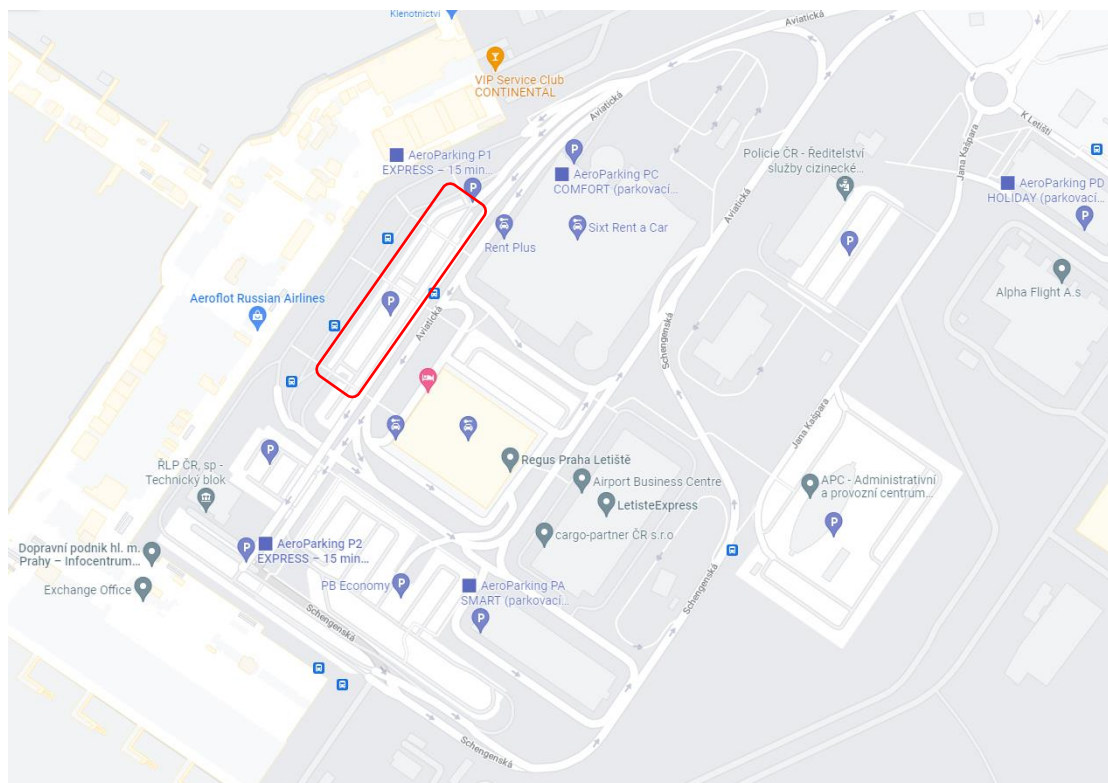 Klenotnictví
Aviatická
VIP Service Club
CONTINENTAL
Aviatická
K Letišti
AeroParking P1
EXPRESS – 15 min...
Policie ČR - Ředitelství
služby cizinecké...
Jana Kašpara
AeroParking PC
COMFORT (parkovací...
AeroParking PD
HOLIDAY (parkovací...
Aviatická
Rent Plus
Sixt Rent a Car
Aeroflot Russian Airlines
Alpha Flight A.s
Aviatická
Schengenská
Jana Kašpara
ŘLP ČR, sp -
Technický blok
Regus Praha Letiště
Airport Business Centre
APC - Administrativní
a provozní centrum...
LetisteExpress
cargo-partner ČR s.r.o
Dopravní podnik hl. m.
Prahy – Infocentrum...
AeroParking P2
EXPRESS – 15 min...
Exchange Office
PB Economy
AeroParking PA
SMART (parkovací...
Schengenská
Schengenská
Schengenská